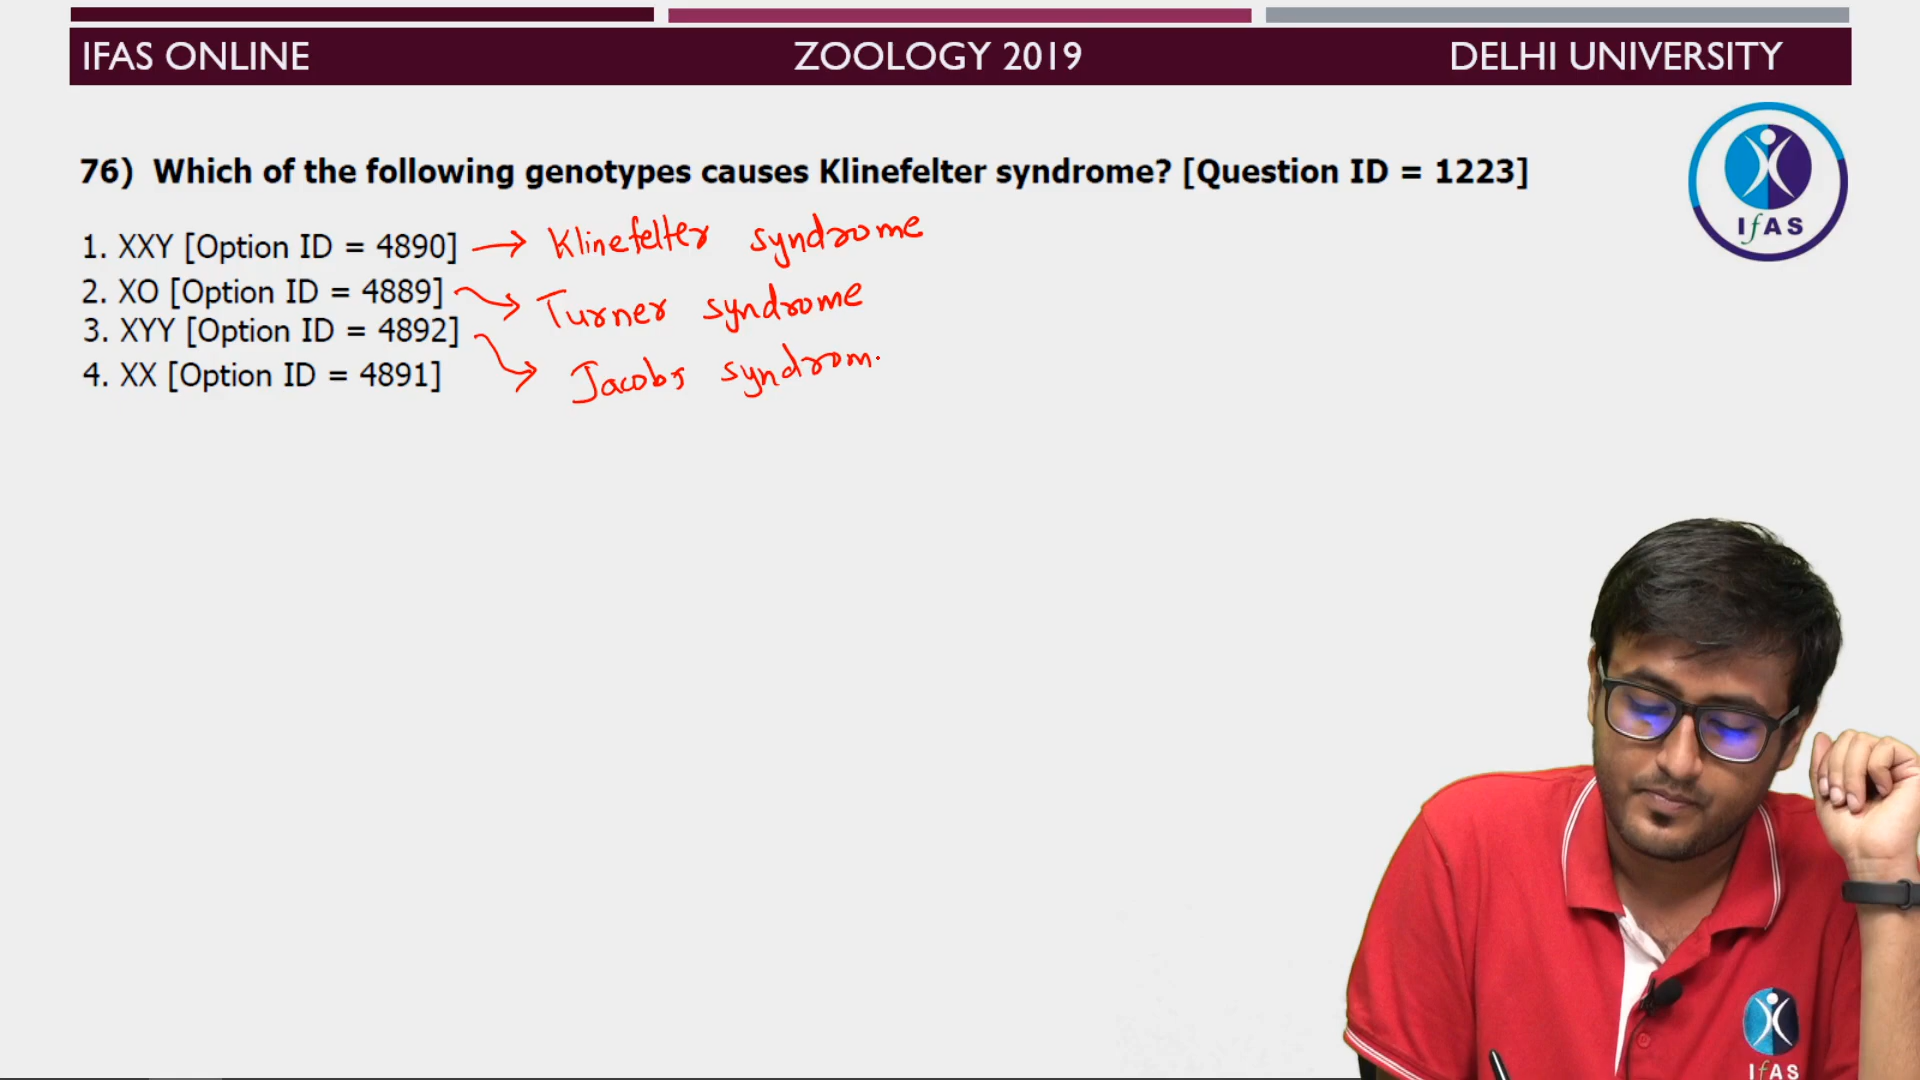 IFAS ONLINE ZOOLOGY 2019 DELHI UNIVERSITY
76) Which of the following genotypes causes Klinefelter syndrome? [Question ID = 1223]
IfAS
1. XXY [Option ID = 4890] → Klinefelter syndrome
2. XO [Option ID = 4889] → Turner syndrome
3. XYY [Option ID = 4892] → Jacobs syndrom
4. XX [Option ID = 4891]
IfAS